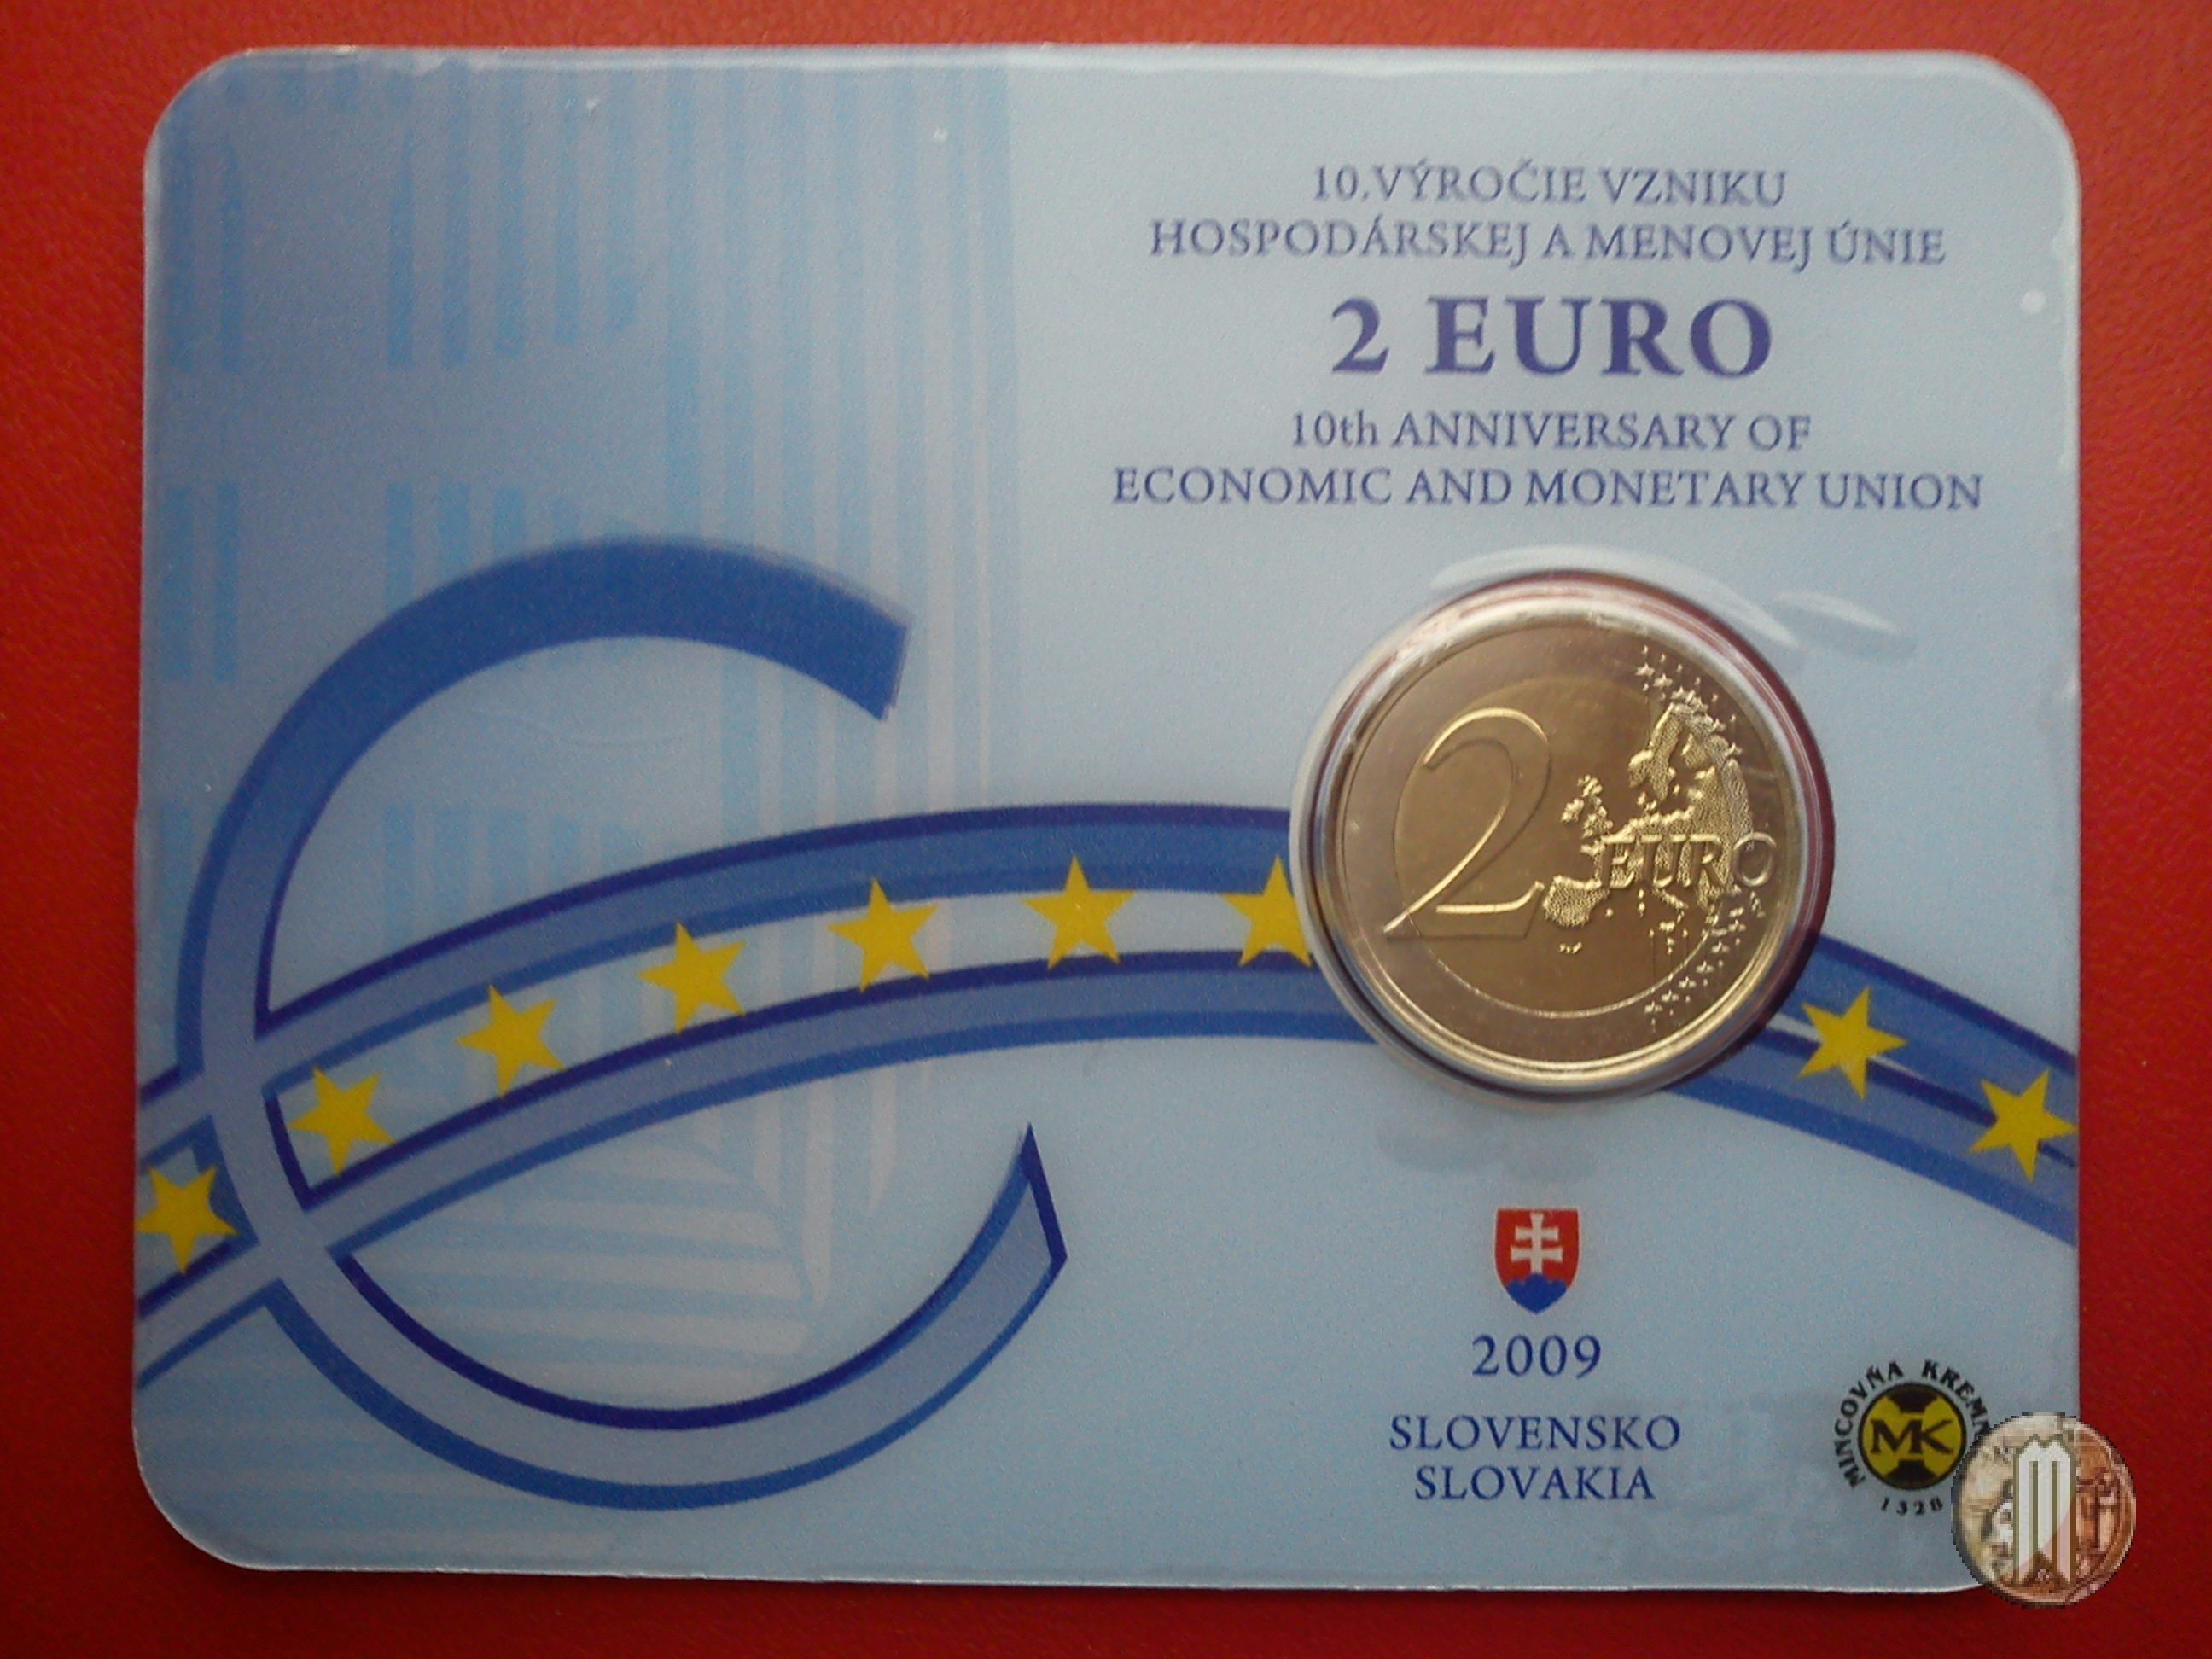 10.VÝROČIE VZNIKU
HOSPODÁRSKEJ A MENOVEJ ÚNIE
2 EURO
10th ANNIVERSARY OF
ECONOMIC AND MONETARY UNION
2 EURO
2009
SLOVENSKO
SLOVAKIA
MINCOVŇA
MK
1328